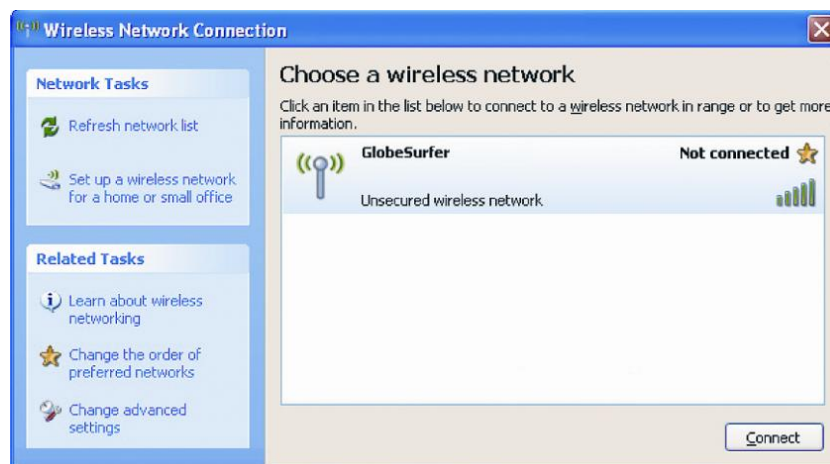 Wireless Network Connection
Network Tasks
Refresh network list
Set up a wireless network
for a home or small office
Related Tasks
Learn about wireless
networking
Change the order of
preferred networks
Change advanced
settings
Choose a wireless network
Click an item in the list below to connect to a wireless network in range or to get more
information.
GlobeSurfer
Not connected
Unsecured wireless network
Connect